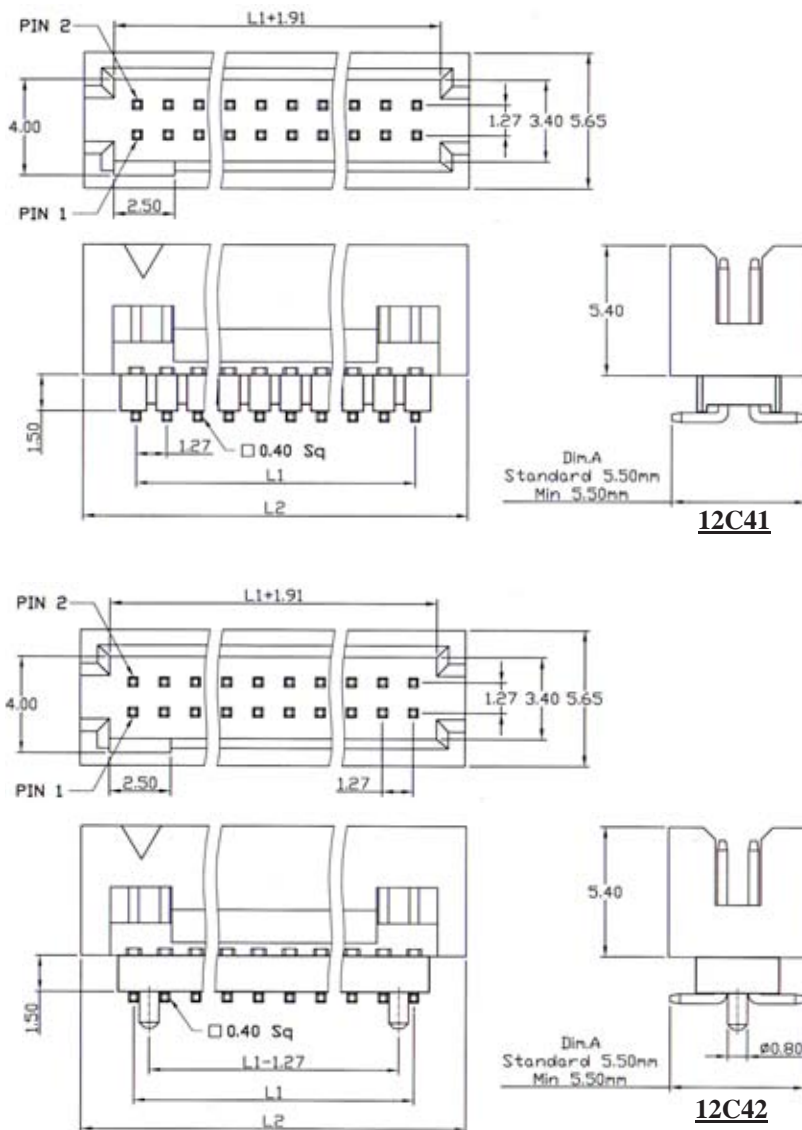 L1+1.91
PIN 2
4.00
1.27 3.40 5.65
PIN 1
2.50
5.40
1.50
1.27
□ 0.40 Sq
L1
L2
Dim.A
Standard 5.50mm
Min 5.50mm
12C41
L1+1.91
PIN 2
4.00
1.27 3.40 5.65
PIN 1
2.50
1.27
5.40
1.50
□ 0.40 Sq
L1-1.27
L1
L2
ø0.80
Dim.A
Standard 5.50mm
Min 5.50mm
12C42